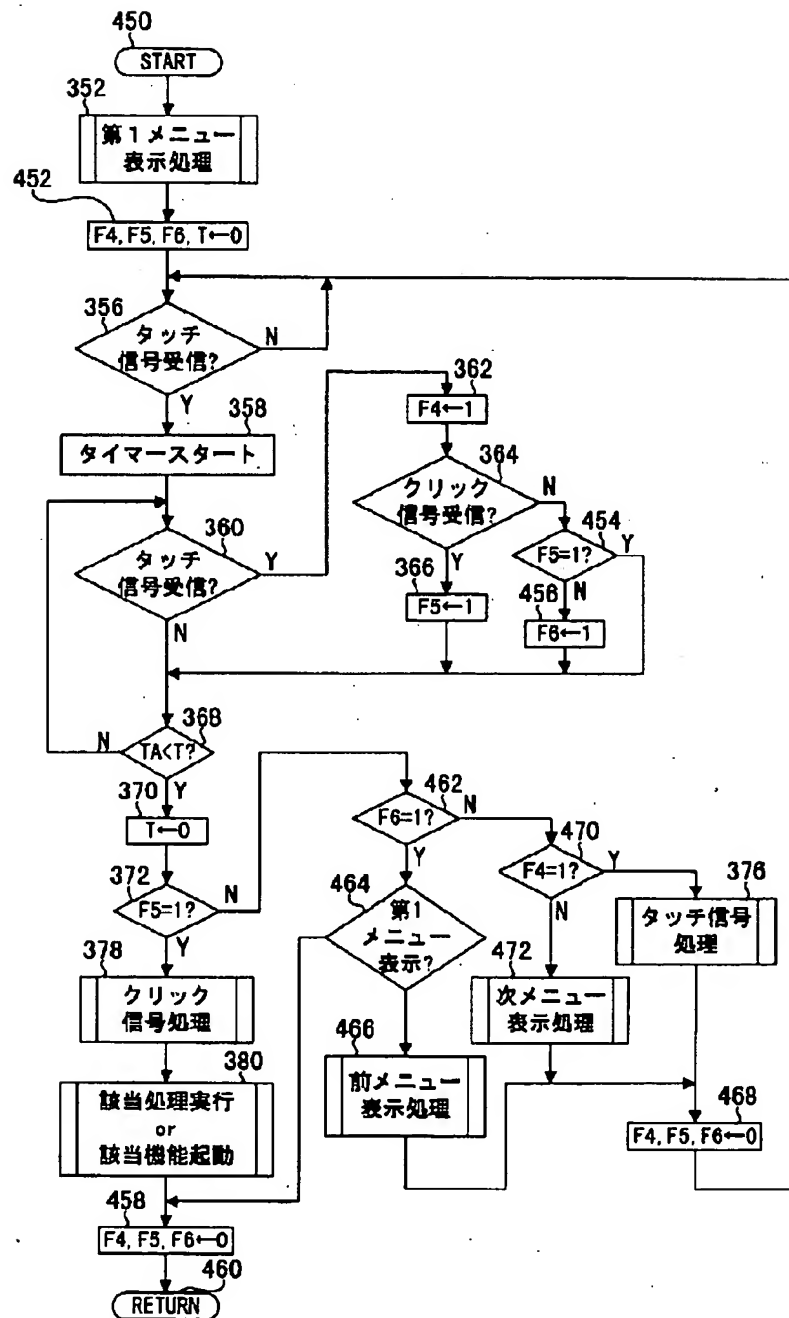 450
START
352
第1メニュー
表示処理
452
F4, F5, F6, T←0
356
タッチ
信号受信?
N
Y
358
タイマースタート
360
タッチ
信号受信?
Y
N
362
F4←1
364
クリック
信号受信?
N
Y
454
F5=1?
Y
N
366
F5←1
456
F6←1
368
TA<T?
N
Y
370
T←0
372
F5=1?
N
Y
462
F6=1?
N
Y
470
F4=1?
Y
N
464
第1
メニュー
表示?
376
タッチ信号
処理
472
次メニュー
表示処理
378
クリック
信号処理
466
前メニュー
表示処理
380
該当処理実行
or
該当機能起動
468
F4, F5, F6←0
458
F4, F5, F6←0
460
RETURN